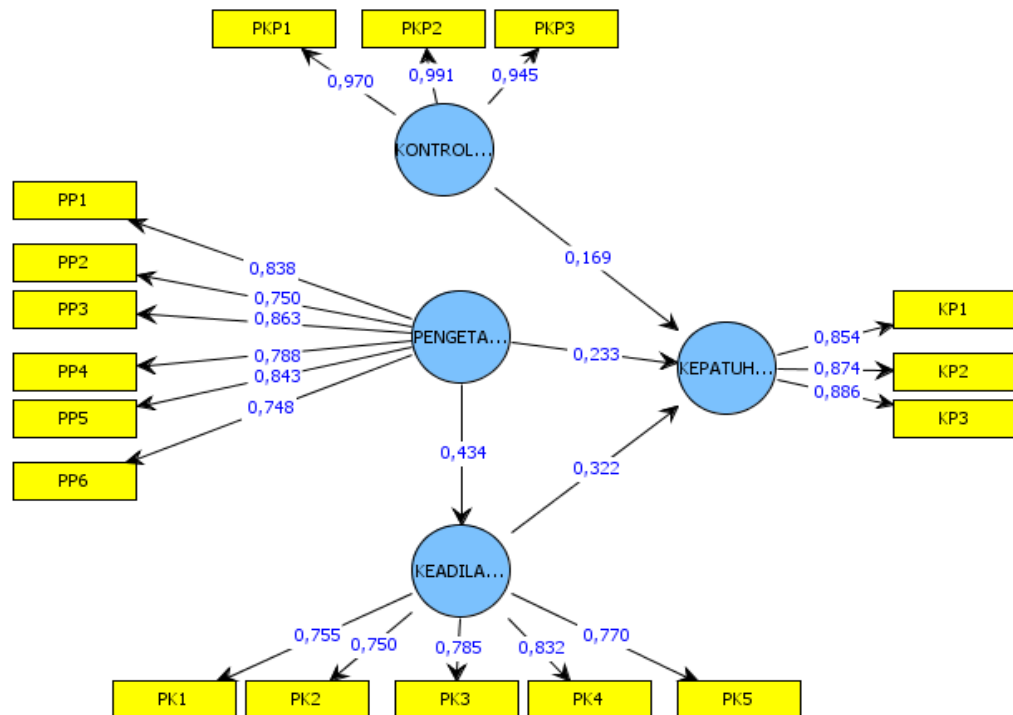 PKP1 PKP2 PKP3
0,970 0,991 0,945
KONTROL...
0,169
PP1
PP2
PP3
PP4
PP5
PP6
0,838
0,750
0,863
0,788
0,843
0,748
PENGETA...
0,233
0,434
KEPATUH...
0,854
0,874
0,886
KP1
KP2
KP3
0,322
KEADILA...
0,755 0,750 0,785 0,832 0,770
PK1 PK2 PK3 PK4 PK5